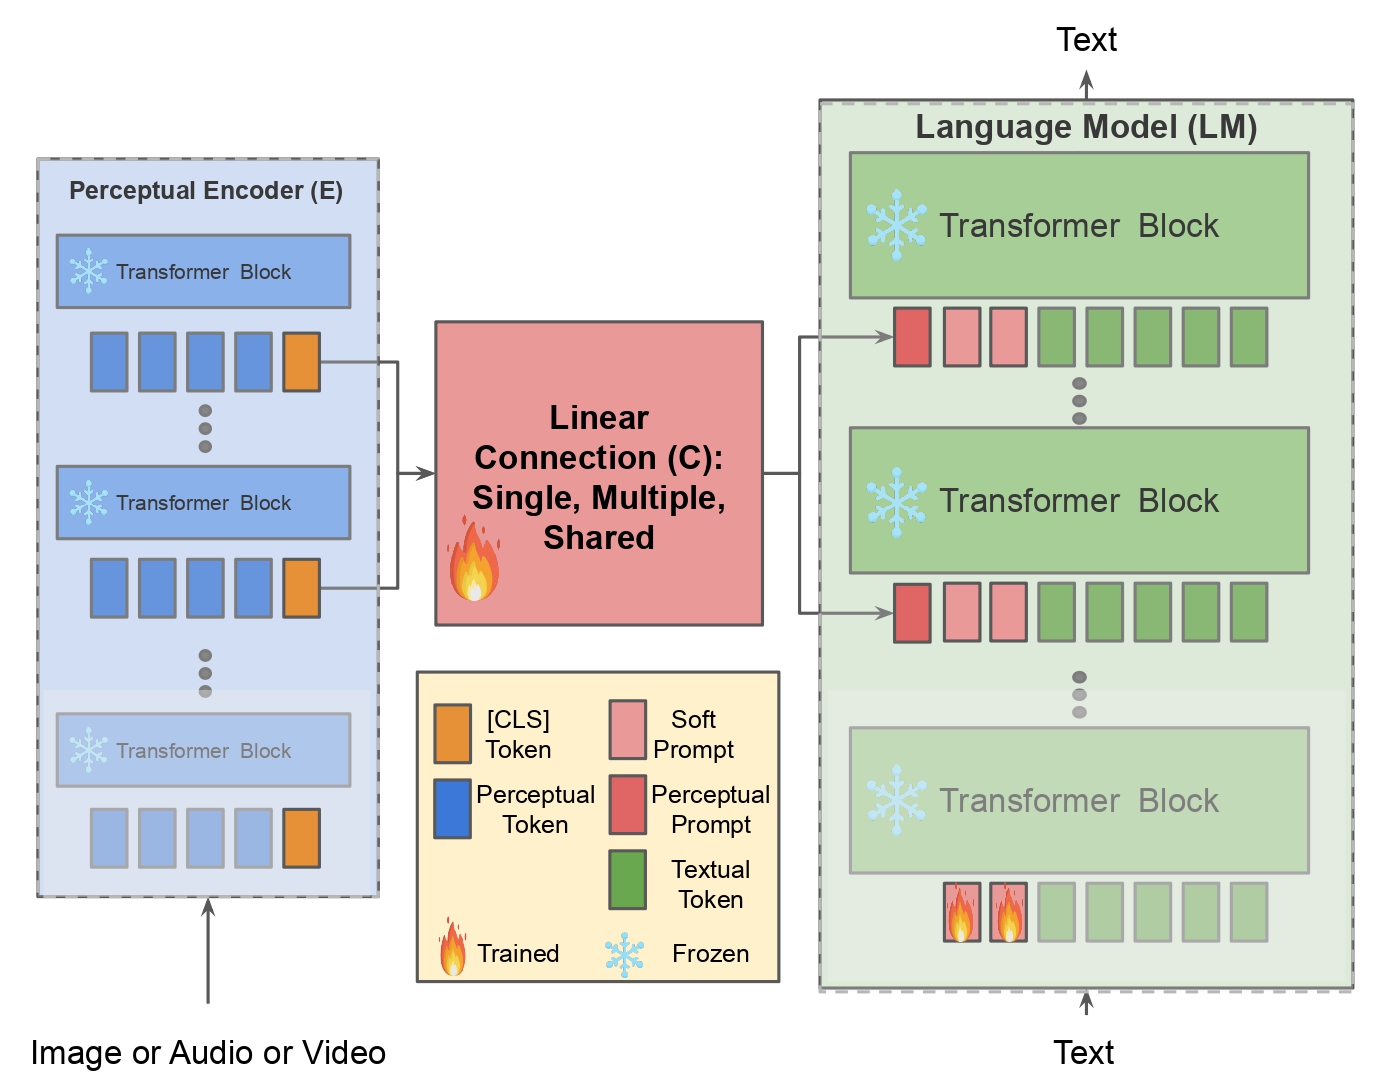 Text
Language Model (LM)
Transformer Block
Transformer Block
Transformer Block
Text
Perceptual Encoder (E)
Transformer Block
Transformer Block
Transformer Block
Image or Audio or Video
Linear
Connection (C):
Single, Multiple,
Shared
[CLS]
Token
Soft
Prompt
Perceptual
Token
Perceptual
Prompt
Textual
Token
Trained
Frozen